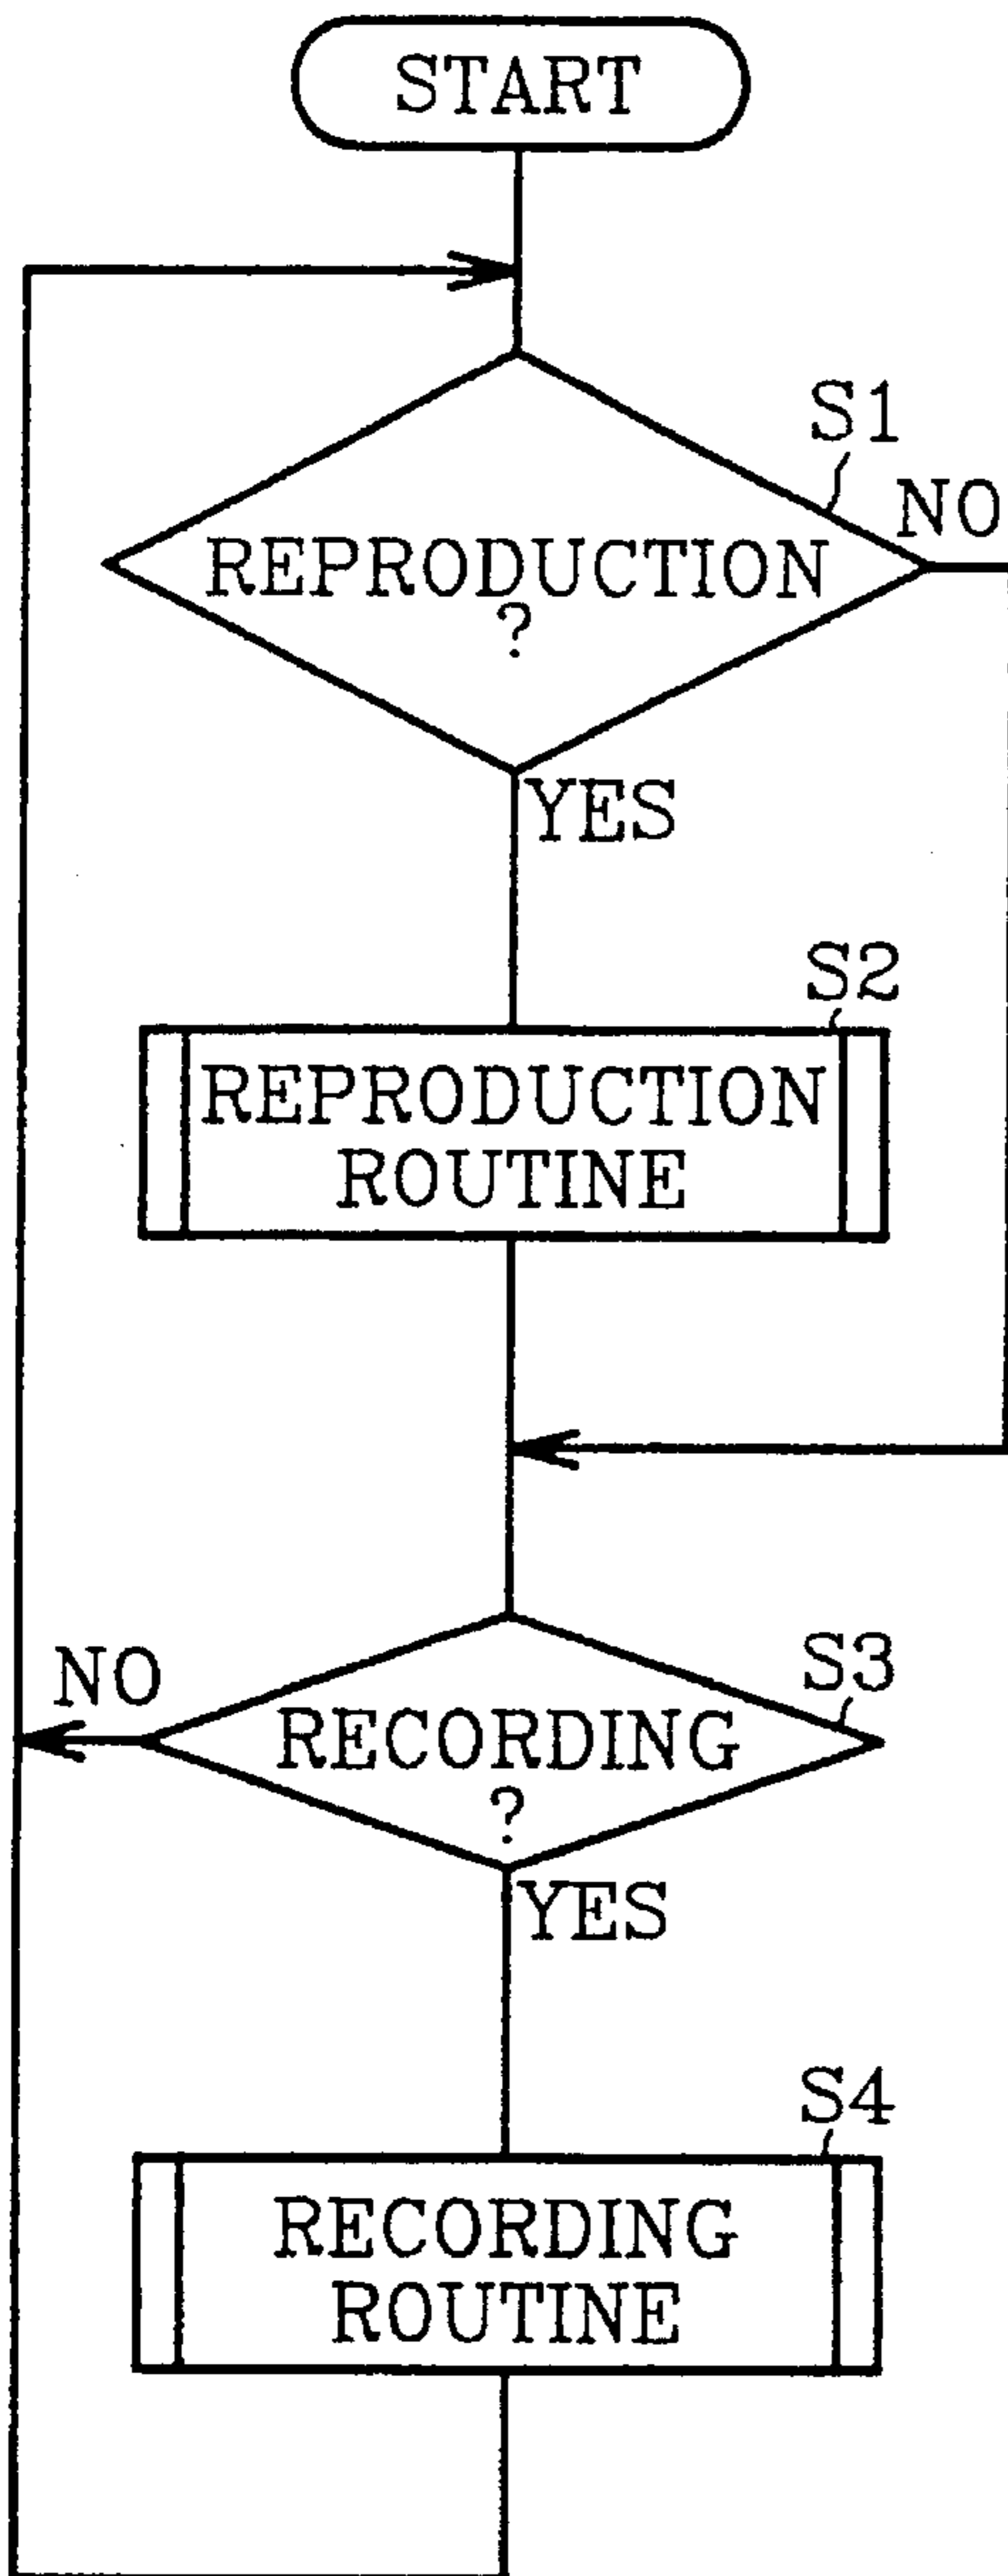 START
S1
NO
REPRODUCTION
?
YES
S2
REPRODUCTION
ROUTINE
S3
NO
RECORDING
?
YES
S4
RECORDING
ROUTINE